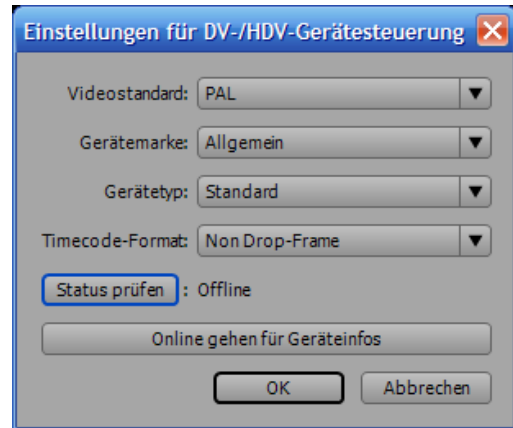 Einstellungen für DV-/HDV-Gerätesteuerung
Videostandard: PAL
Gerätemarke: Allgemein
Gerätetyp: Standard
Timecode-Format: Non Drop-Frame
Status prüfen : Offline
Online gehen für Geräteinfos
OK Abbrechen